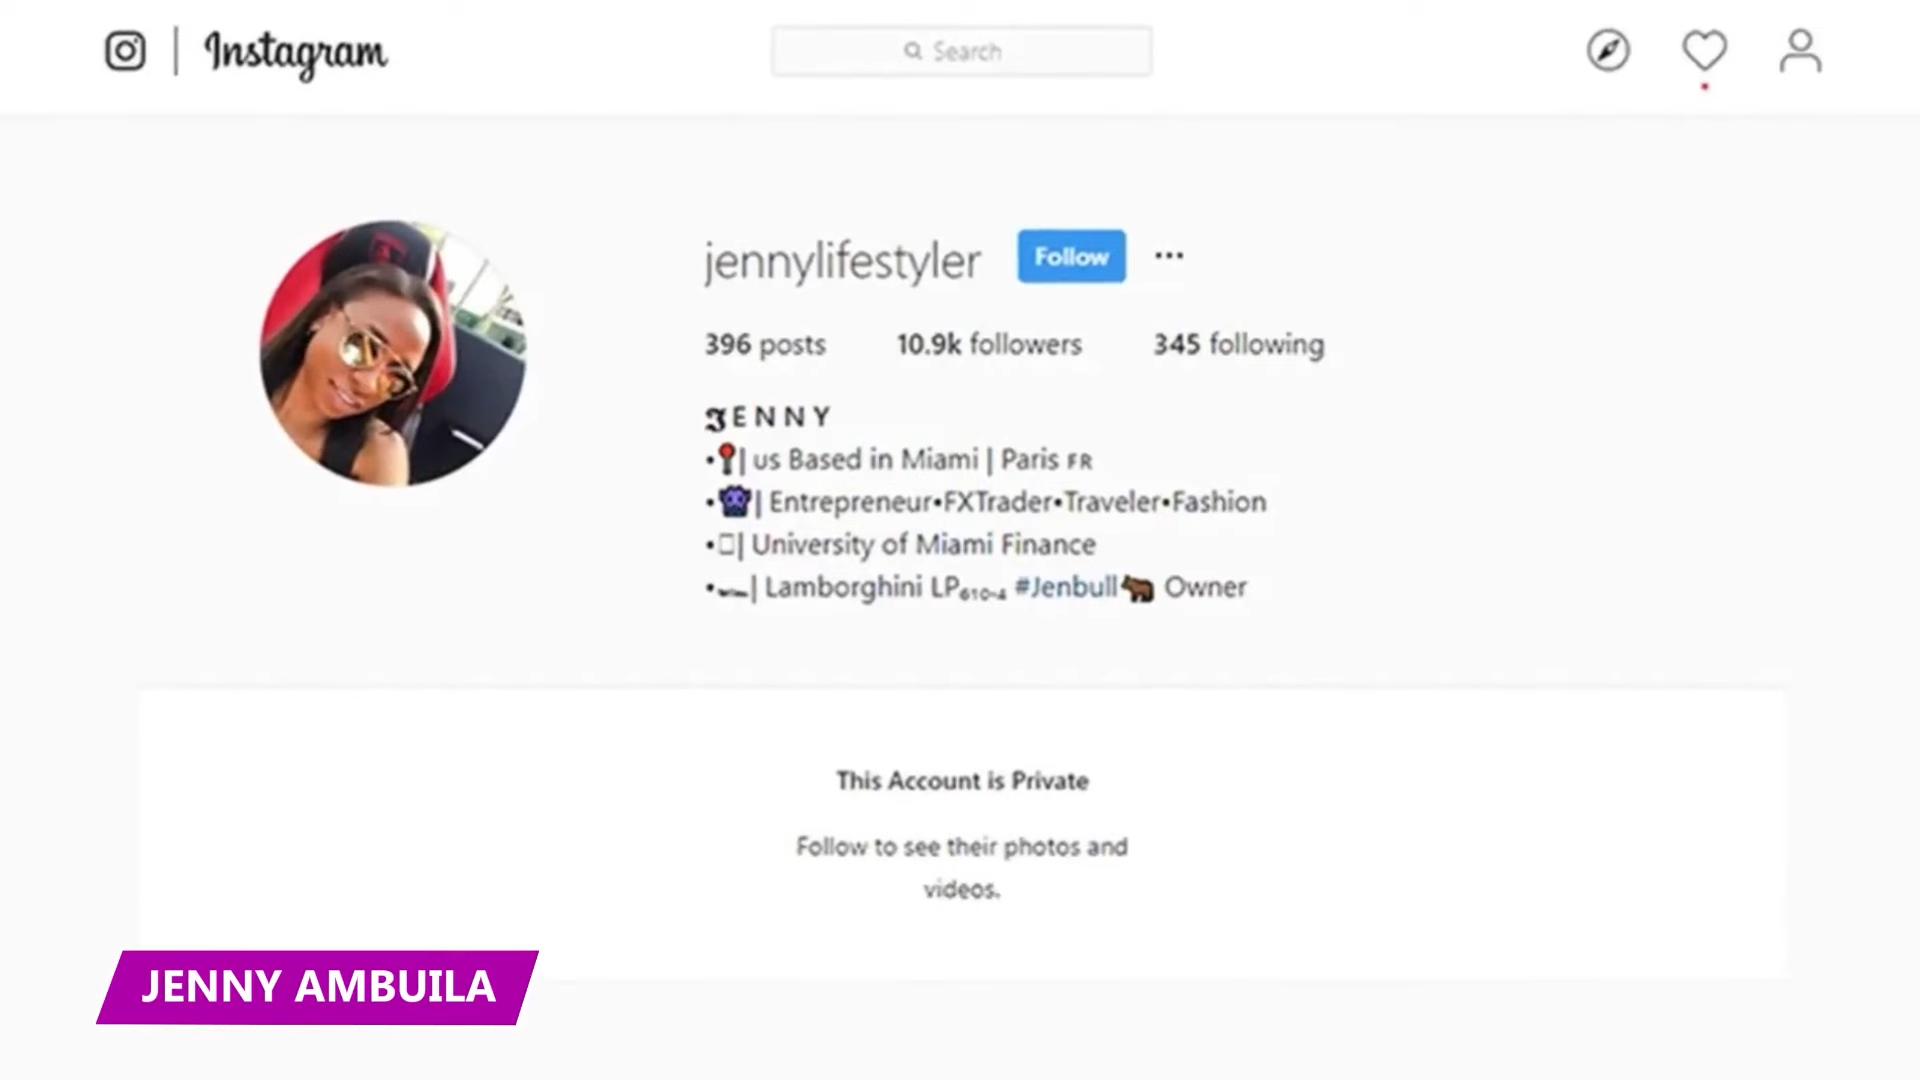 Instagram
Search
jennylifestyler Follow ...
396 posts 10.9k followers 345 following
JENNY
•📍| us Based in Miami | Paris FR
•👾| Entrepreneur•FXTrader•Traveler•Fashion
•▯| University of Miami Finance
•🏎| Lamborghini LP₆₁₀₋₄ #Jenbull🐂 Owner
This Account is Private
Follow to see their photos and
videos.
JENNY AMBUILA